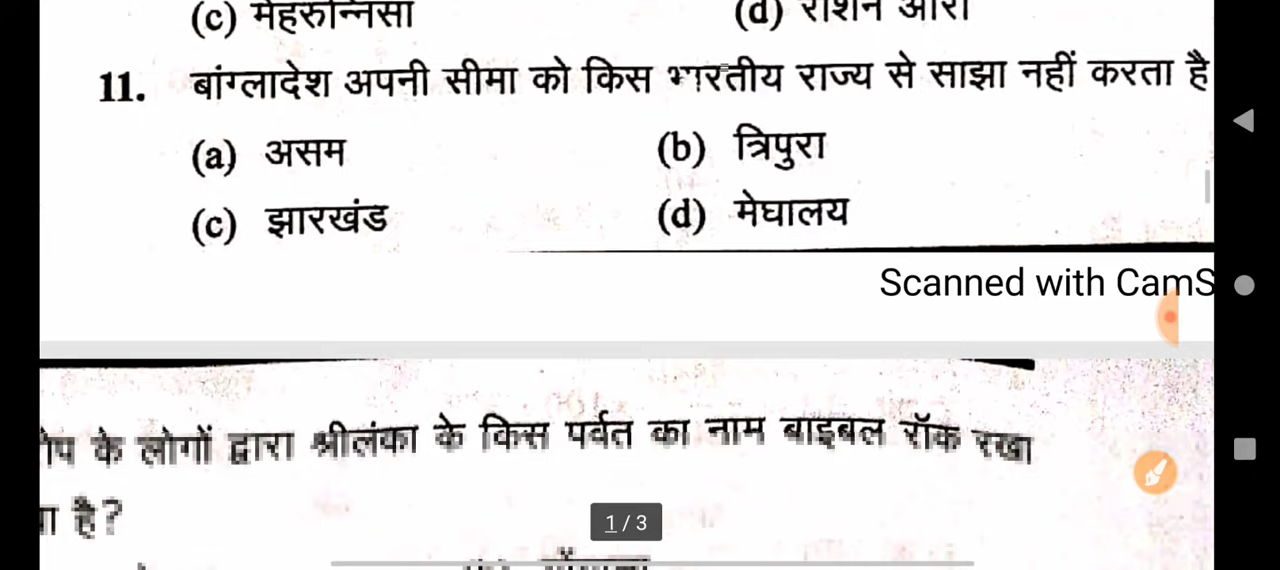 (c) मेहरुन्निसा (d) रोशन आरा
11. बांग्लादेश अपनी सीमा को किस भारतीय राज्य से साझा नहीं करता है
(a) असम (b) त्रिपुरा
(c) झारखंड (d) मेघालय
Scanned with CamS
के लोगों द्वारा श्रीलंका के किस पर्वत का नाम बाइबल रॉक रखा
है?
1 / 3